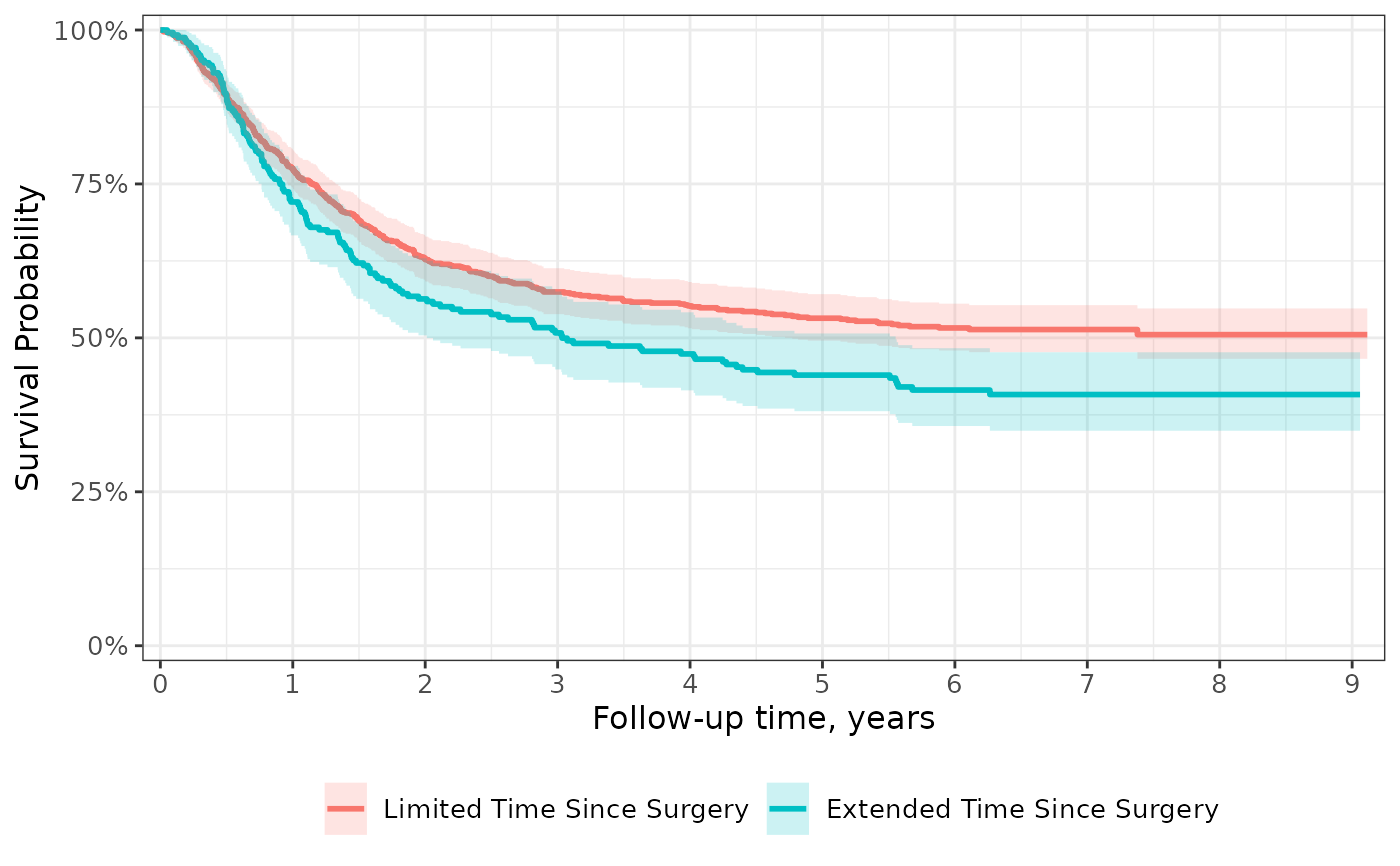 Survival Probability
100%
75%
50%
25%
0%
0 1 2 3 4 5 6 7 8 9
Follow-up time, years
Limited Time Since Surgery Extended Time Since Surgery